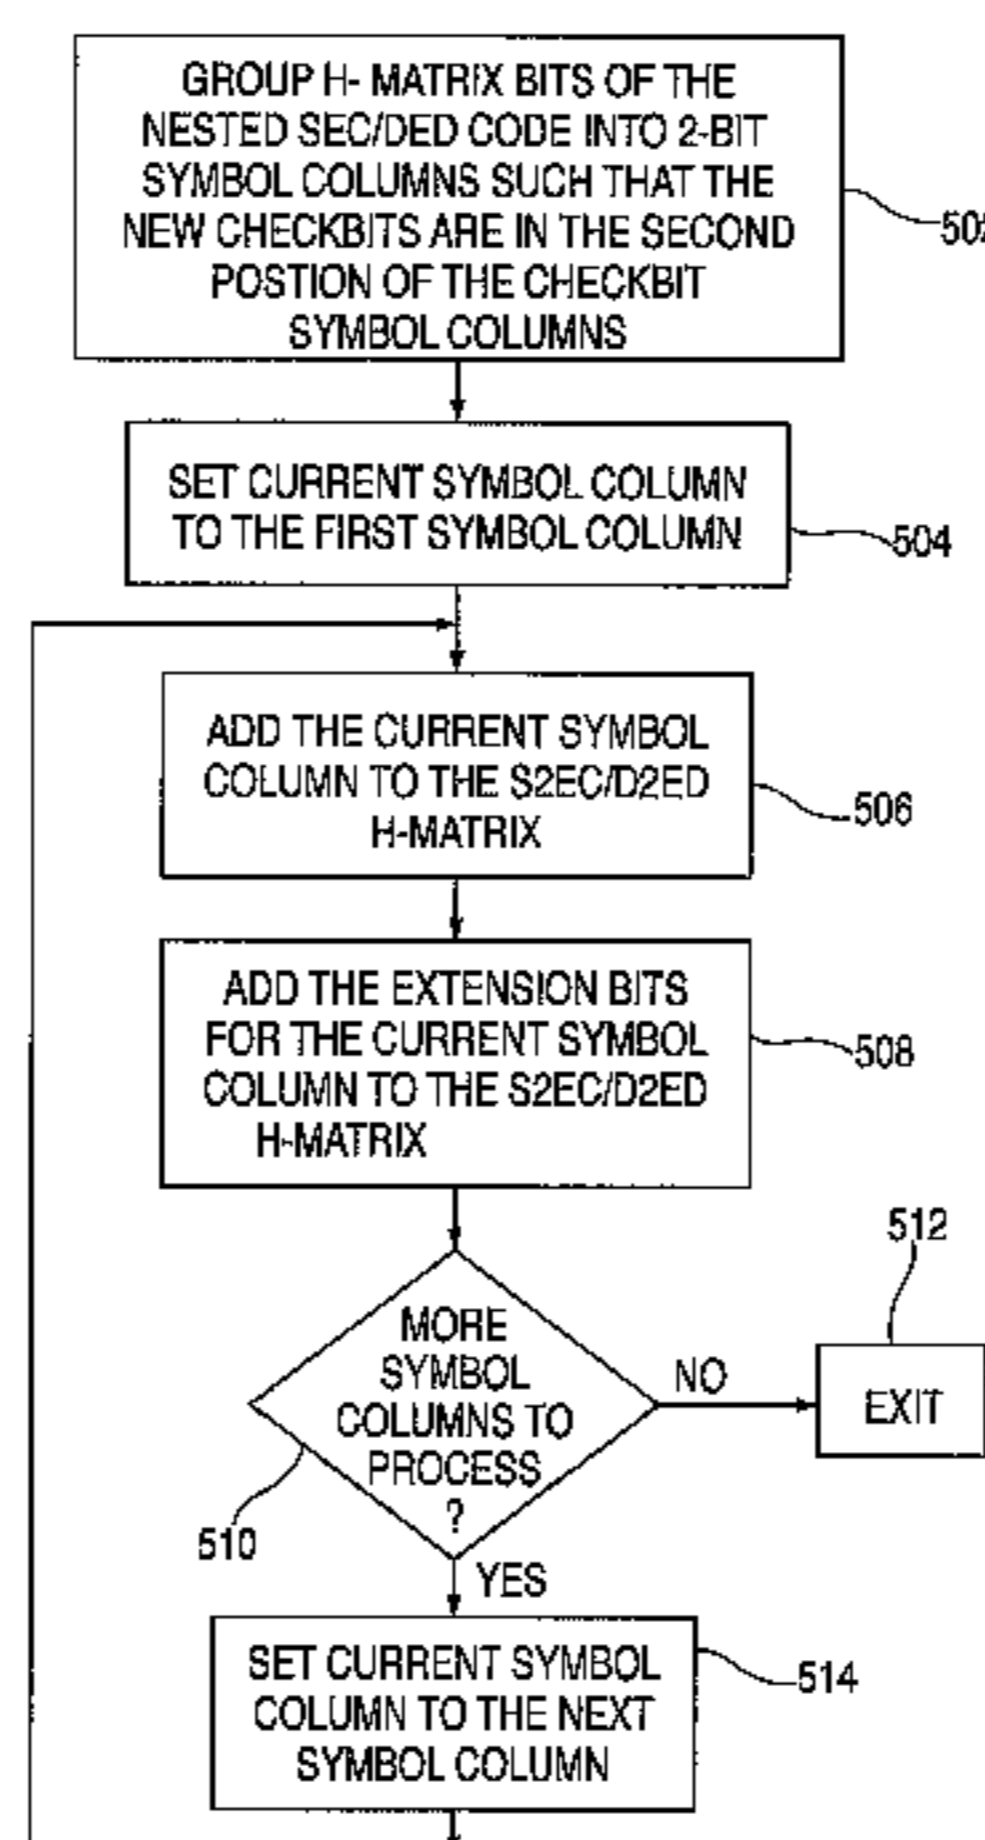 GROUP H- MATRIX BITS OF THE
NESTED SEC/DED CODE INTO 2-BIT
SYMBOL COLUMNS SUCH THAT THE
NEW CHECKBITS ARE IN THE SECOND
POSTION OF THE CHECKBIT
SYMBOL COLUMNS
502
SET CURRENT SYMBOL COLUMN
TO THE FIRST SYMBOL COLUMN
504
ADD THE CURRENT SYMBOL
COLUMN TO THE S2EC/D2ED
H-MATRIX
506
ADD THE EXTENSION BITS
FOR THE CURRENT SYMBOL
COLUMN TO THE S2EC/D2ED
H-MATRIX
508
MORE
SYMBOL
COLUMNS TO
PROCESS
?
510
NO
512
EXIT
YES
SET CURRENT SYMBOL
COLUMN TO THE NEXT
SYMBOL COLUMN
514